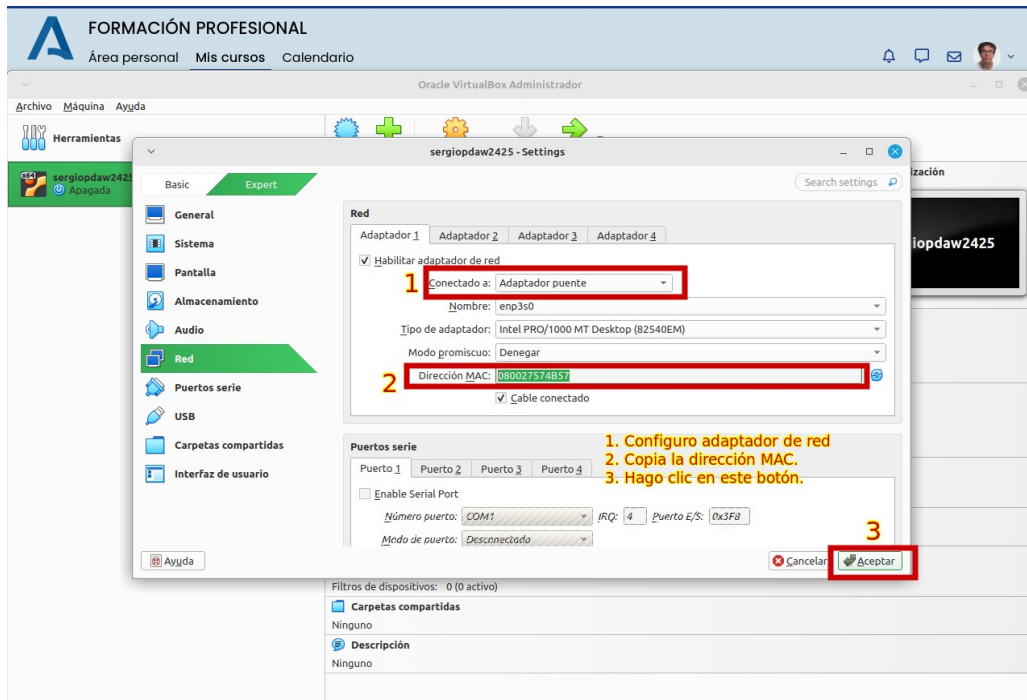 FORMACIÓN PROFESIONAL
Área personal Mis cursos Calendario
Oracle VirtualBox Administrador
Archivo Máquina Ayuda
Herramientas
sergiopdaw2425 - Settings
sergiopdaw2425
Apagada
Basic Expert
Search settings
General
Sistema
Pantalla
Almacenamiento
Audio
Red
Puertos serie
USB
Carpetas compartidas
Interfaz de usuario
Red
Adaptador 1 Adaptador 2 Adaptador 3 Adaptador 4
Habilitar adaptador de red
1 Conectado a: Adaptador puente
Nombre: enp3s0
Tipo de adaptador: Intel PRO/1000 MT Desktop (82540EM)
Modo promiscuo: Denegar
2 Dirección MAC: 080027574B57
Cable conectado
1. Configuro adaptador de red
2. Copia la dirección MAC.
3. Hago clic en este botón.
Puertos serie
Puerto 1 Puerto 2 Puerto 3 Puerto 4
Enable Serial Port
Número puerto: COM1 IRQ: 4 Puerto E/S: 0x3F8
Modo de puerto: Desconectado
3
Ayuda Cancelar Aceptar
ización
iopdaw2425
Filtros de dispositivos: 0 (0 activo)
Carpetas compartidas
Ninguno
Descripción
Ninguno